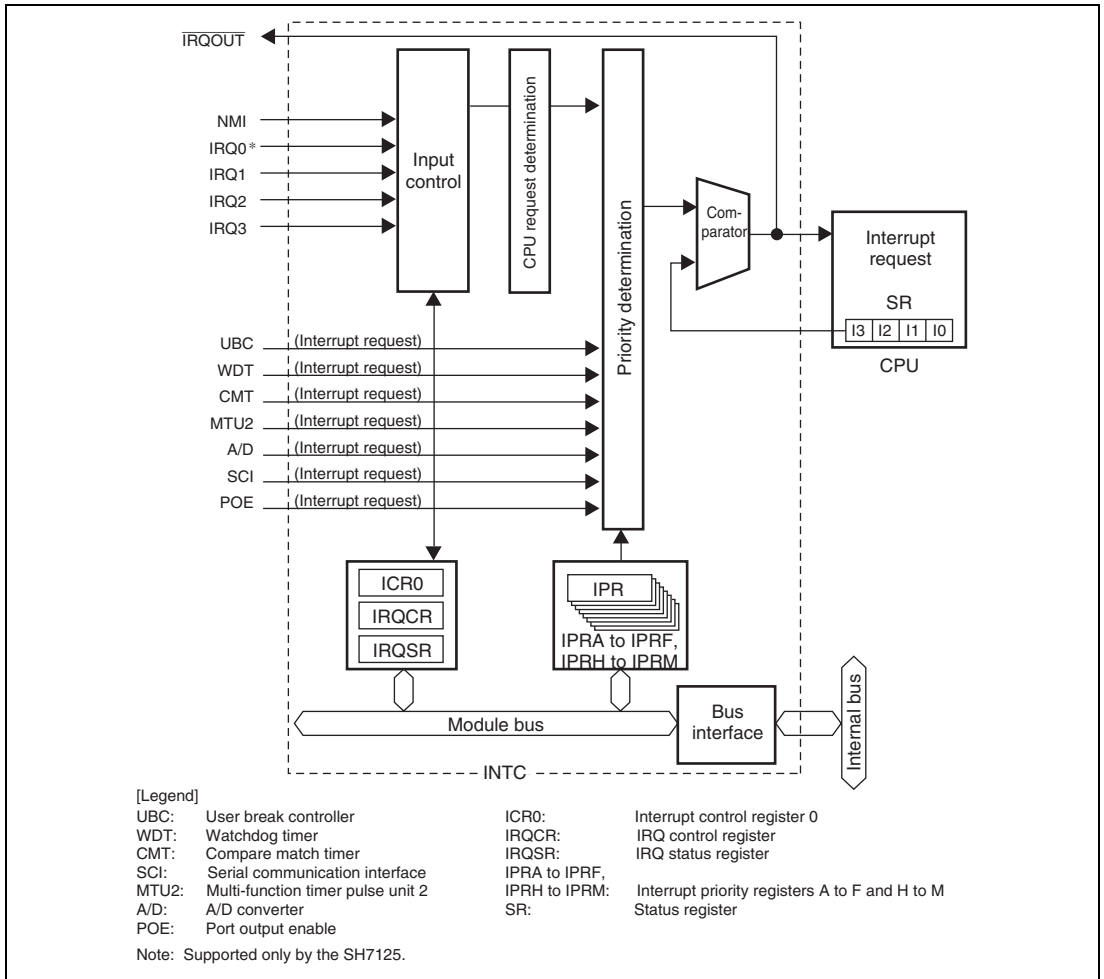 IRQOUT
NMI
IRQ0*
IRQ1
IRQ2
IRQ3
Input
control
CPU request determination
Priority determination
Com-
parator
Interrupt
request
SR
I3 I2 I1 I0
CPU
UBC (Interrupt request)
WDT (Interrupt request)
CMT (Interrupt request)
MTU2 (Interrupt request)
A/D (Interrupt request)
SCI (Interrupt request)
POE (Interrupt request)
ICR0
IRQCR
IRQSR
IPR
IPRA to IPRF,
IPRH to IPRM
Module bus
Bus
interface
Internal bus
INTC
[Legend]
UBC: User break controller
WDT: Watchdog timer
CMT: Compare match timer
SCI: Serial communication interface
MTU2: Multi-function timer pulse unit 2
A/D: A/D converter
POE: Port output enable
ICR0: Interrupt control register 0
IRQCR: IRQ control register
IRQSR: IRQ status register
IPRA to IPRF,
IPRH to IPRM: Interrupt priority registers A to F and H to M
SR: Status register
Note: Supported only by the SH7125.